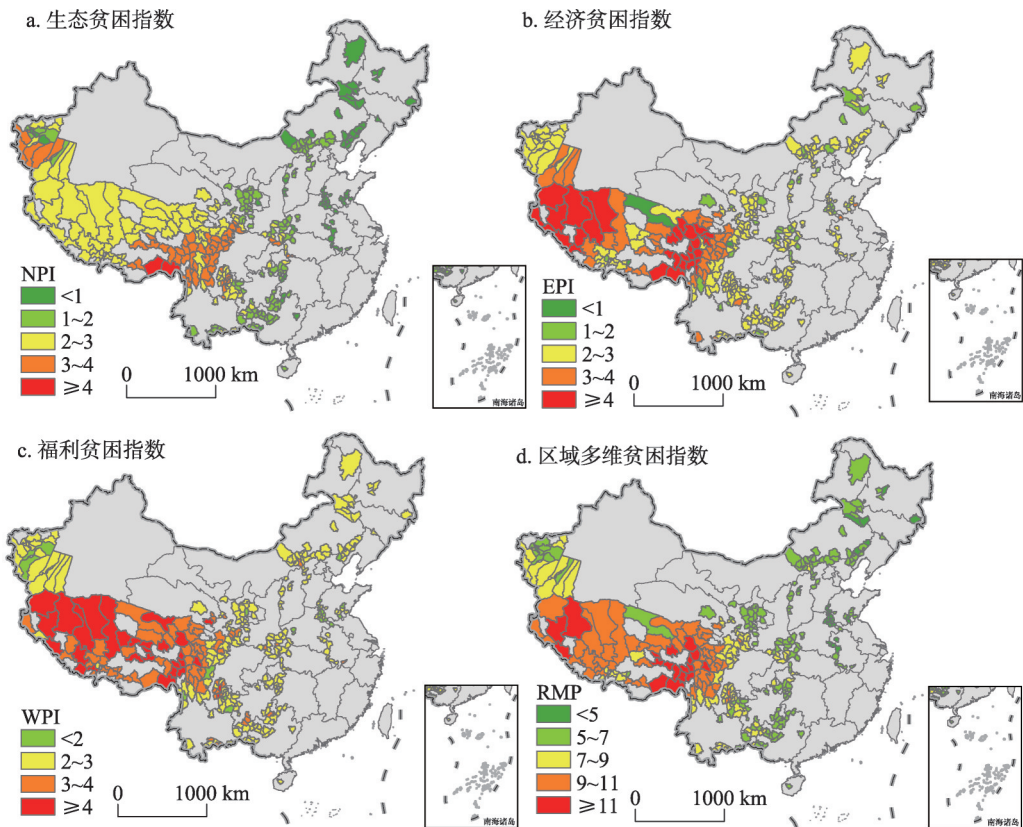 a. 生态贫困指数
NPI
<1
1~2
2~3
3~4
≥4
0 1000 km
南海诸岛
b. 经济贫困指数
EPI
<1
1~2
2~3
3~4
≥4
0 1000 km
南海诸岛
c. 福利贫困指数
WPI
<2
2~3
3~4
≥4
0 1000 km
南海诸岛
d. 区域多维贫困指数
RMP
<5
5~7
7~9
9~11
≥11
0 1000 km
南海诸岛